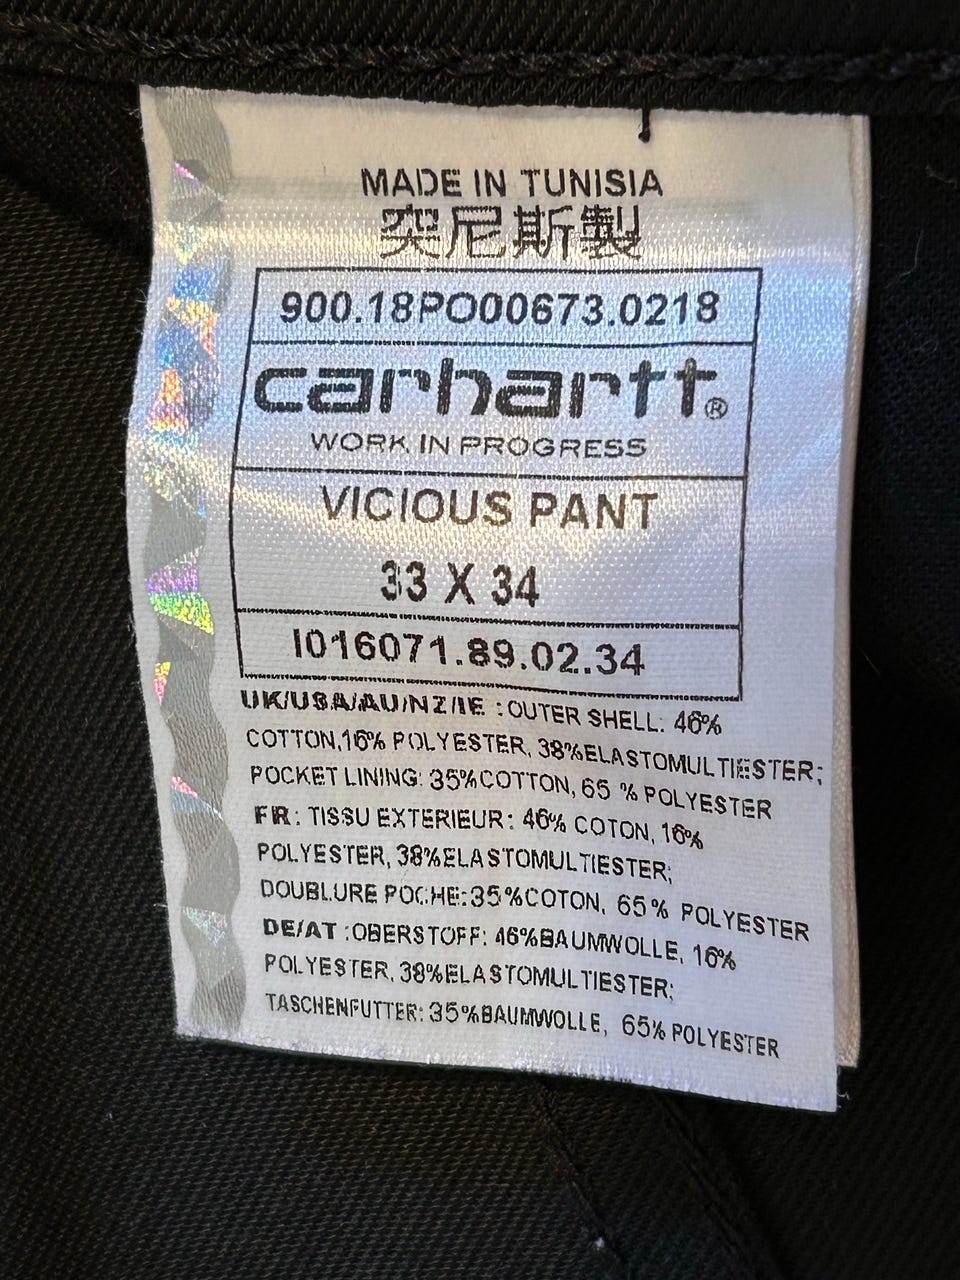 MADE IN TUNISIA
突尼斯製
900.18PO00673.0218
carhartt®
WORK IN PROGRESS
VICIOUS PANT
33 X 34
I016071.89.02.34
UK/USA/AU/NZ/IE :OUTER SHELL: 46%
COTTON,16% POLYESTER, 38%ELASTOMULTIESTER;
POCKET LINING: 35%COTTON, 65 % POLYESTER
FR: TISSU EXTERIEUR: 46% COTON, 16%
POLYESTER, 38%ELASTOMULTIESTER;
DOUBLURE POCHE:35%COTON, 65% POLYESTER
DE/AT :OBERSTOFF: 46%BAUMWOLLE, 16%
POLYESTER, 38%ELASTOMULTIESTER;
TASCHENFUTTER: 35%BAUMWOLLE, 65% POLYESTER